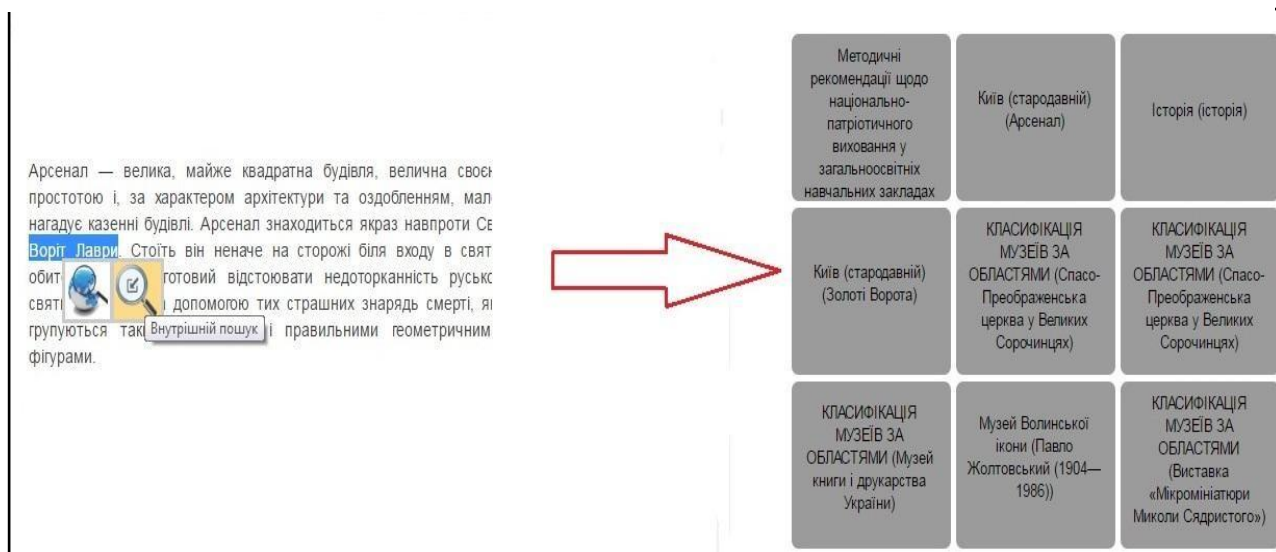 Арсенал — велика, майже квадратна будівля, велична своєю
простотою і, за характером архітектури та оздобленням, мал
нагадує казенні будівлі. Арсенал знаходиться якраз навпроти Св
Воріт Лаври. Стоїть він неначе на сторожі біля входу в свят
обит готовий відстоювати недоторканність русько
святи допомогою тих страшних знарядь смерті, як
групуються так і правильними геометричним
фігурами.
Внутрішній пошук
Методичні
рекомендації щодо
національно-
патріотичного
виховання у
загальноосвітніх
навчальних закладах
Київ (стародавній)
(Арсенал)
Історія (історія)
Київ (стародавній)
(Золоті Ворота)
КЛАСИФІКАЦІЯ
МУЗЕЇВ ЗА
ОБЛАСТЯМИ (Спасо-
Преображенська
церква у Великих
Сорочинцях)
КЛАСИФІКАЦІЯ
МУЗЕЇВ ЗА
ОБЛАСТЯМИ (Спасо-
Преображенська
церква у Великих
Сорочинцях)
КЛАСИФІКАЦІЯ
МУЗЕЇВ ЗА
ОБЛАСТЯМИ (Музей
книги і друкарства
України)
Музей Волинської
ікони (Павло
Жолтовський (1904—
1986))
КЛАСИФІКАЦІЯ
МУЗЕЇВ ЗА
ОБЛАСТЯМИ
(Виставка
«Мікромініатюри
Миколи Сядристого»)